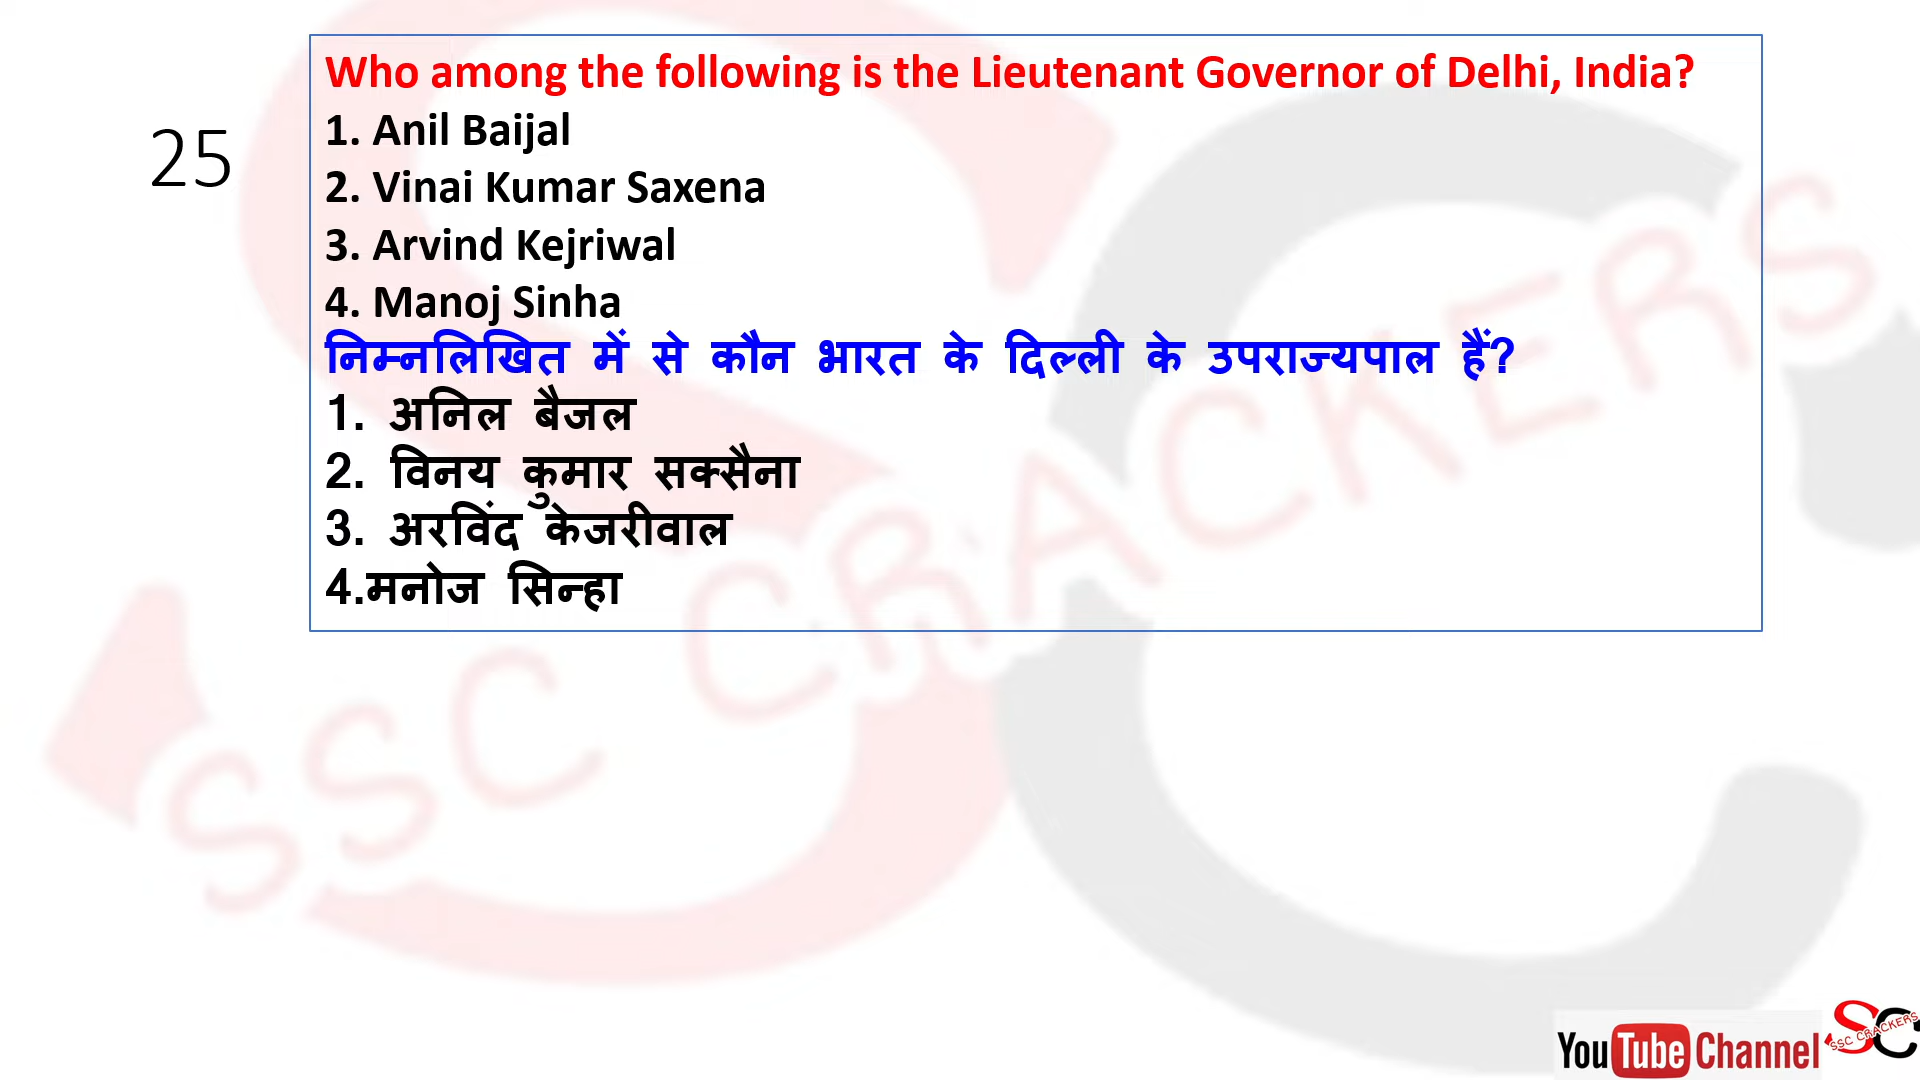 25
Who among the following is the Lieutenant Governor of Delhi, India?
1. Anil Baijal
2. Vinai Kumar Saxena
3. Arvind Kejriwal
4. Manoj Sinha
निम्नलिखित में से कौन भारत के दिल्ली के उपराज्यपाल हैं?
1. अनिल बैजल
2. विनय कुमार सक्सैना
3. अरविंद केजरीवाल
4.मनोज सिन्हा
SSC CRACKERS
YouTube Channel
SC
SSC CRACKERS